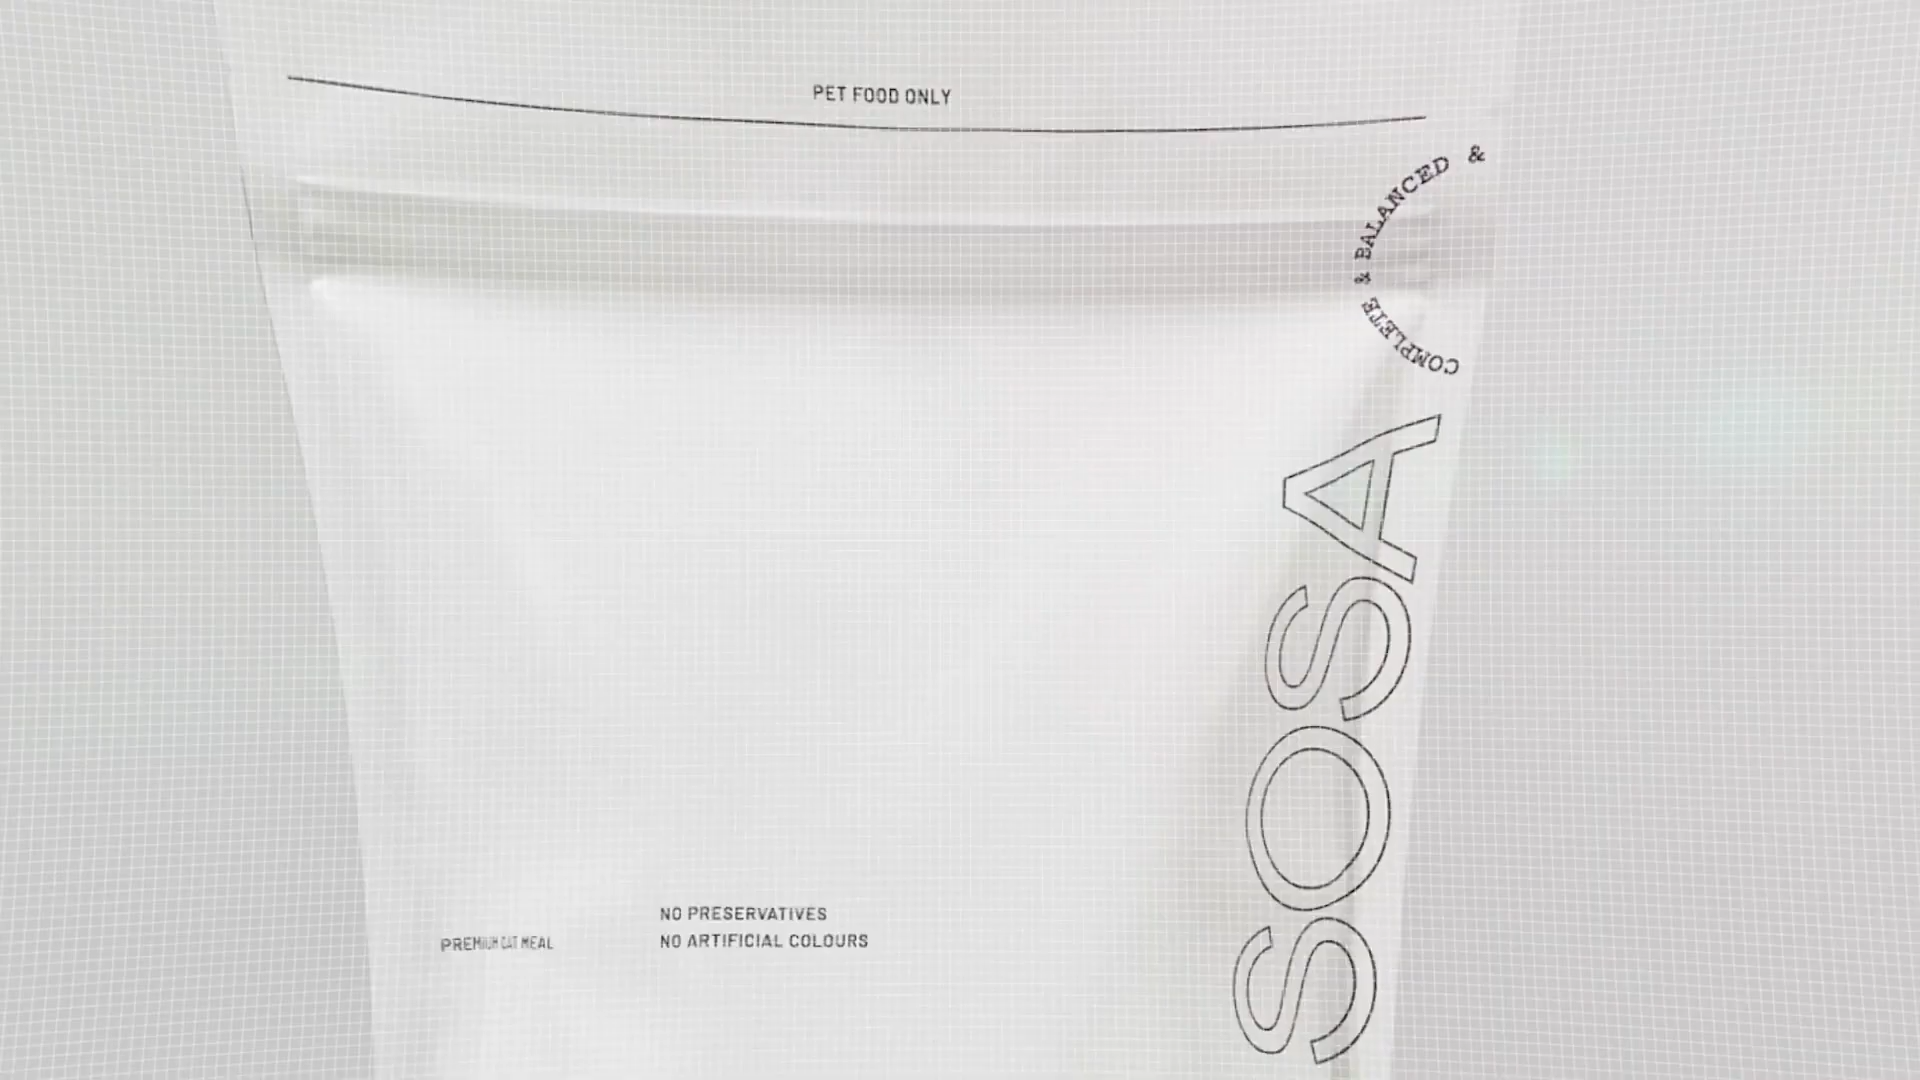 PET FOOD ONLY
COMPLETE & BALANCED &
SOSA
NO PRESERVATIVES
NO ARTIFICIAL COLOURS
PREMIUM CAT MEAL